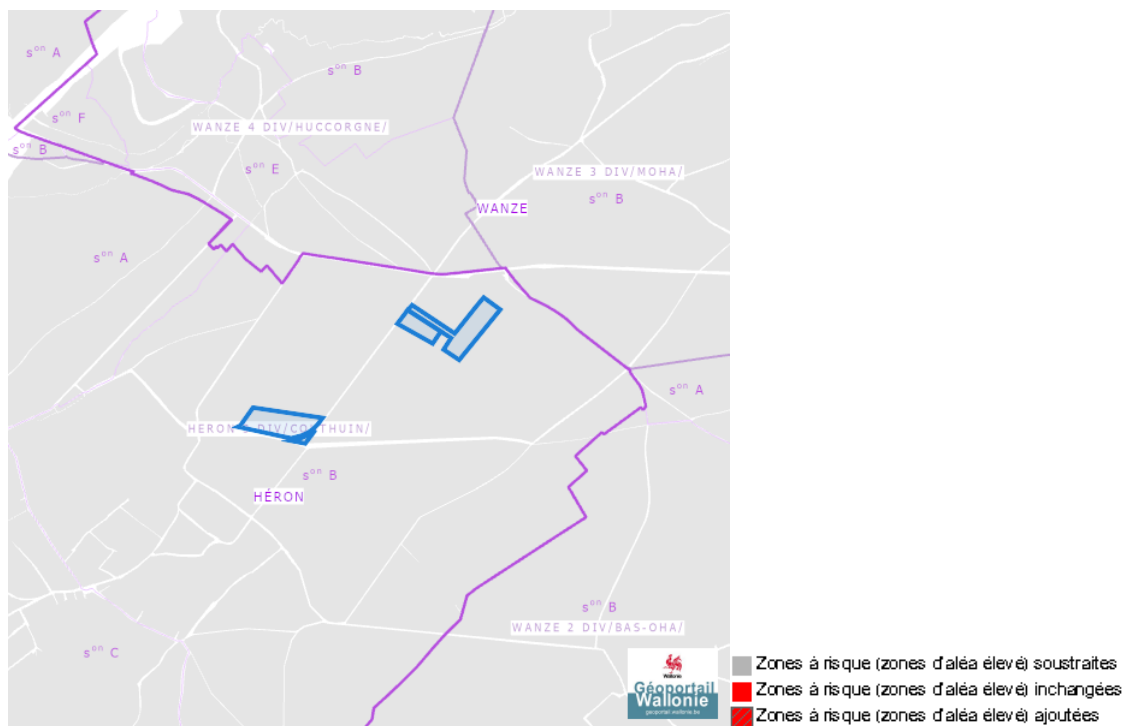 sᵒⁿ A
sᵒⁿ B
sᵒⁿ F
WANZE 4 DIV/HUCCORGNE/
sᵒⁿ B
sᵒⁿ E
WANZE 3 DIV/MOHA/
sᵒⁿ B
WANZE
sᵒⁿ A
sᵒⁿ A
HERON DIV/COUTHUIN/
sᵒⁿ B
HÉRON
sᵒⁿ B
WANZE 2 DIV/BAS-OHA/
sᵒⁿ C
Wallonie
Géoportail
Wallonie
geoportail.wallonie.be
Zones à risque (zones d'aléa élevé) soustraites
Zones à risque (zones d'aléa élevé) inchangées
Zones à risque (zones d'aléa élevé) ajoutées